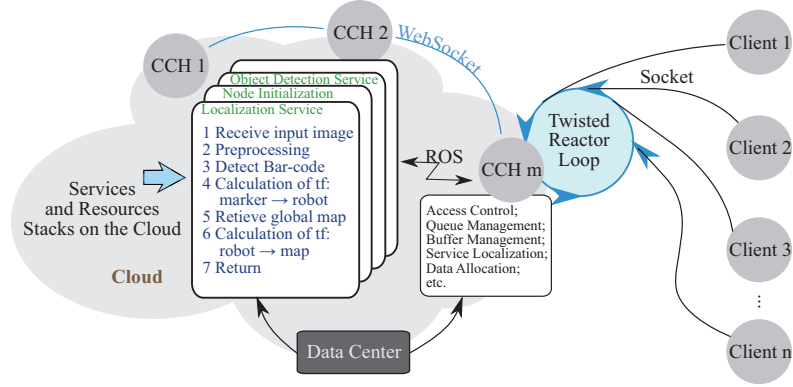 CCH 1
CCH 2
WebSocket
Client 1
Socket
Client 2
Twisted
Reactor
Loop
CCH m
ROS
Object Detection Service
Node Initialization
Localization Service
1 Receive input image
2 Preprocessing
3 Detect Bar-code
4 Calculation of tf:
marker → robot
5 Retieve global map
6 Calculation of tf:
robot → map
7 Return
Services
and Resources
Stacks on the Cloud
Cloud
Access Control;
Queue Management;
Buffer Management;
Service Localization;
Data Allocation;
etc.
Client 3
...
Client n
Data Center